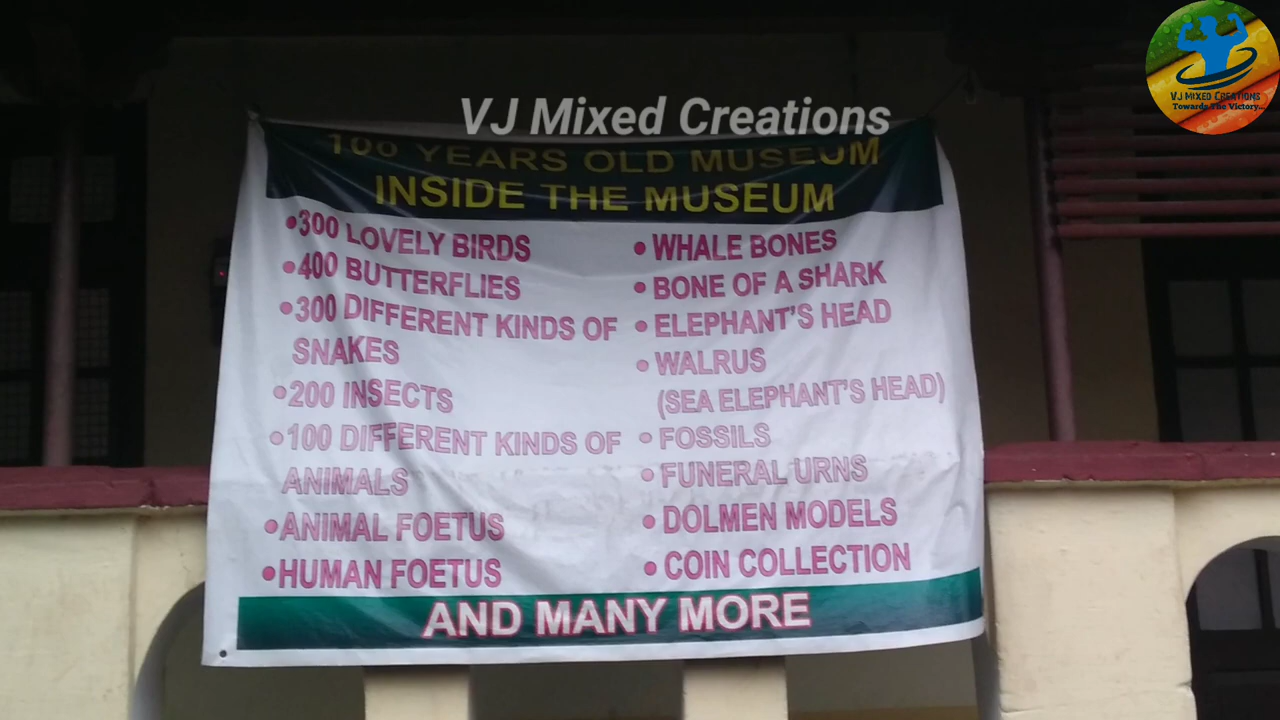 VJ Mixed Creations
VJ MIXED CREATIONS
Towards The Victory...
100 YEARS OLD MUSEUM
INSIDE THE MUSEUM
•300 LOVELY BIRDS
•400 BUTTERFLIES
•300 DIFFERENT KINDS OF
SNAKES
•200 INSECTS
•100 DIFFERENT KINDS OF
ANIMALS
•ANIMAL FOETUS
•HUMAN FOETUS
• WHALE BONES
• BONE OF A SHARK
• ELEPHANT'S HEAD
• WALRUS
(SEA ELEPHANT'S HEAD)
• FOSSILS
• FUNERAL URNS
• DOLMEN MODELS
• COIN COLLECTION
AND MANY MORE